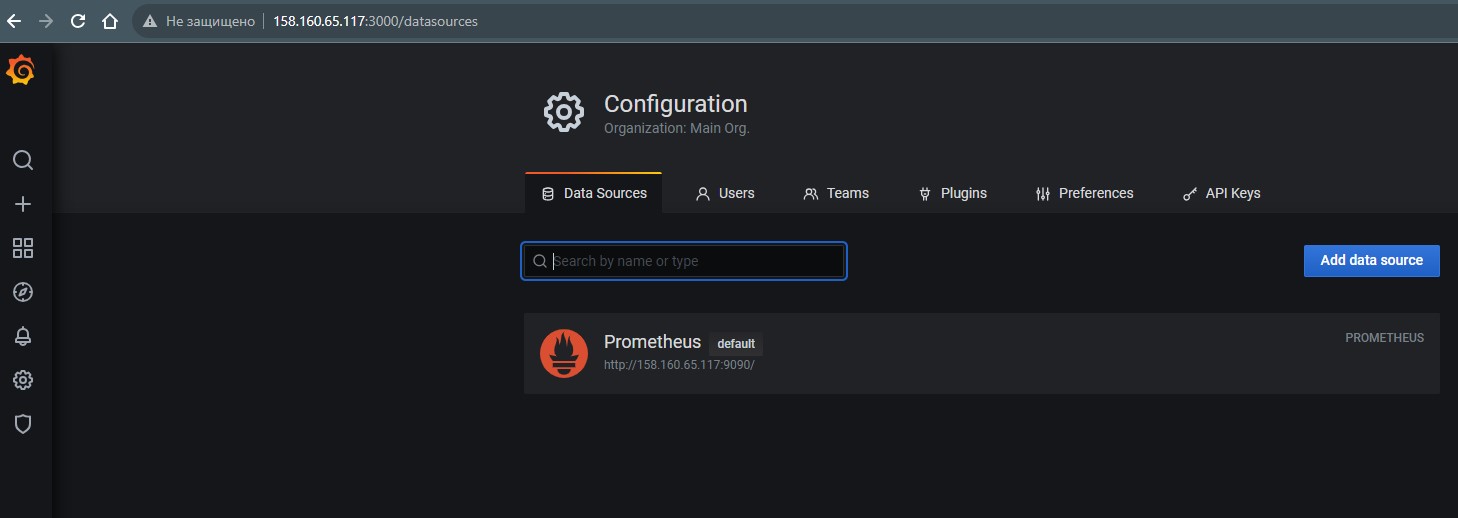 Не защищено 158.160.65.117:3000/datasources
Configuration
Organization: Main Org.
Data Sources Users Teams Plugins Preferences API Keys
Search by name or type
Add data source
Prometheus default
PROMETHEUS
http://158.160.65.117:9090/